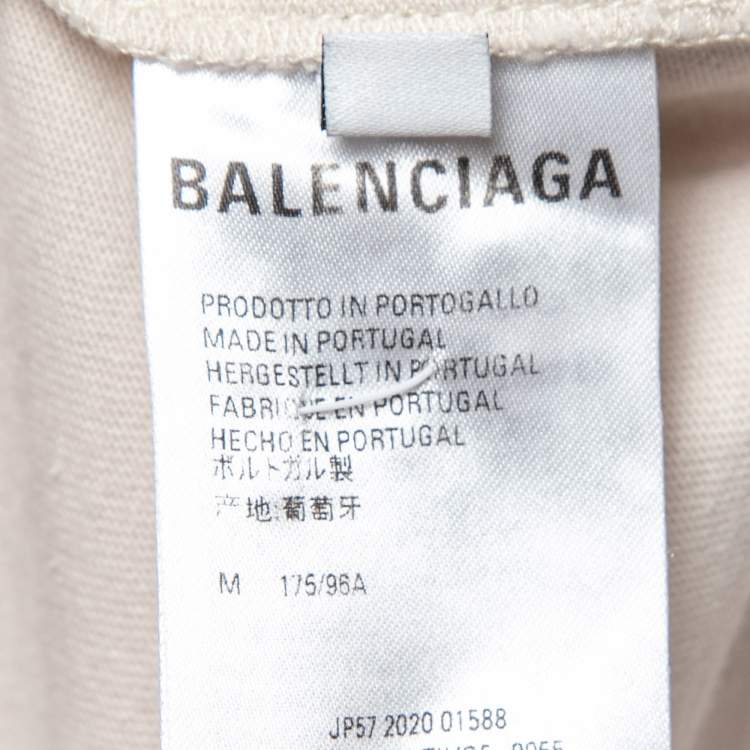 BALENCIAGA
PRODOTTO IN PORTOGALLO
MADE IN PORTUGAL
HERGESTELLT IN PORTUGAL
FABRIQUE EN PORTUGAL
HECHO EN PORTUGAL
ポルトガル製
产地:葡萄牙
M 175/96A
JP57 2020 01588